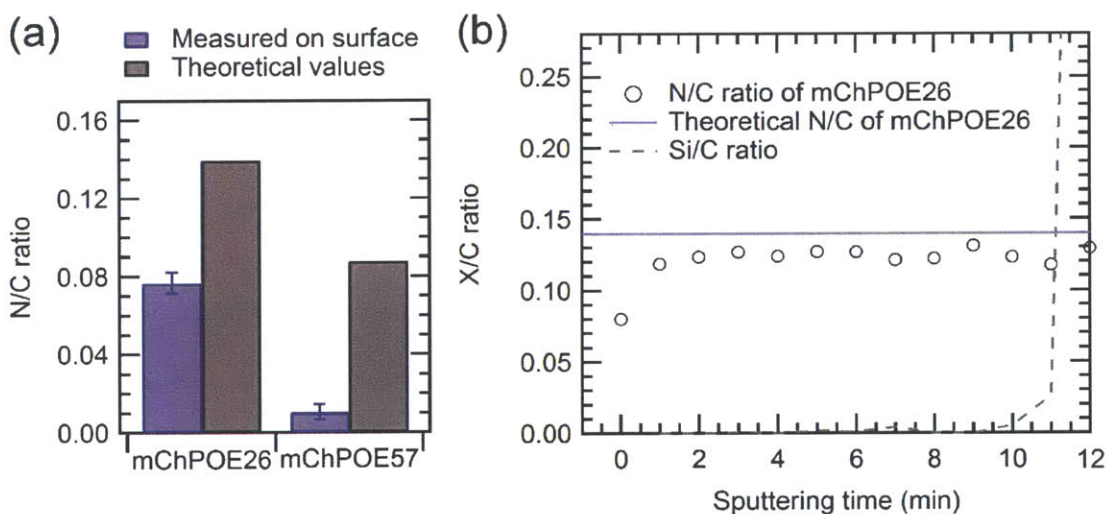 (a)
Measured on surface
Theoretical values
N/C ratio
0.16
0.12
0.08
0.04
0.00
mChPOE26 mChPOE57
(b)
X/C ratio
0.25
0.20
0.15
0.10
0.05
0.00
N/C ratio of mChPOE26
Theoretical N/C of mChPOE26
Si/C ratio
0 2 4 6 8 10 12
Sputtering time (min)